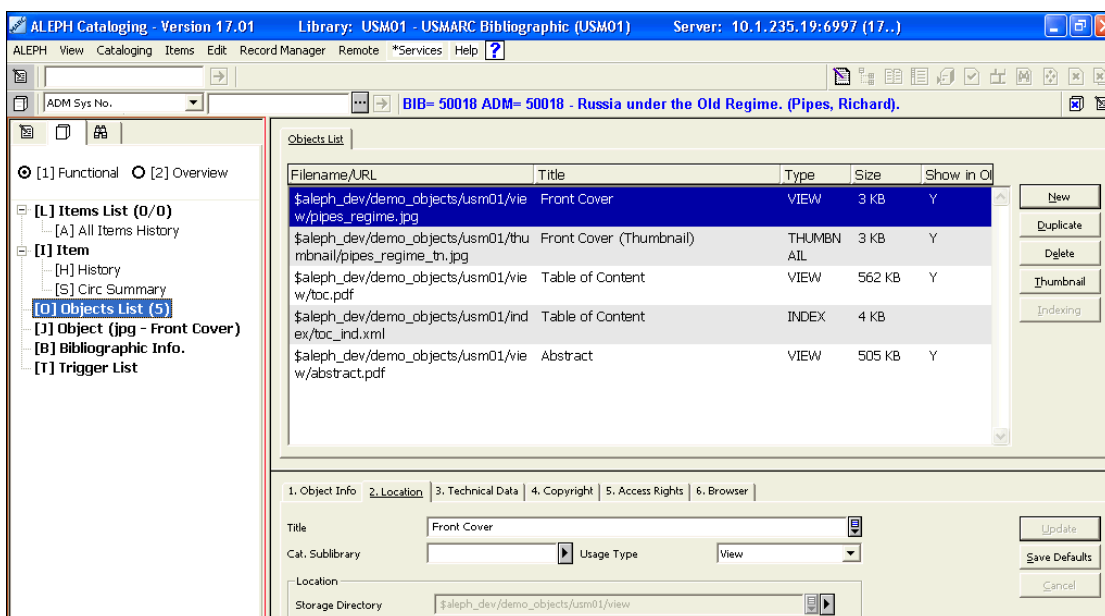 ALEPH Cataloging - Version 17.01 Library: USM01 - USMARC Bibliographic (USM01) Server: 10.1.235.19:6997 (17..)
ALEPH View Cataloging Items Edit Record Manager Remote *Services Help ?
ADM Sys No. ... BIB= 50018 ADM= 50018 - Russia under the Old Regime. (Pipes, Richard).
[1] Functional [2] Overview
[L] Items List (0/0)
[A] All Items History
[I] Item
[H] History
[S] Circ Summary
[O] Objects List (5)
[J] Object (jpg - Front Cover)
[B] Bibliographic Info.
[T] Trigger List
Objects List
Filename/URL Title Type Size Show in Ol
$aleph_dev/demo_objects/usm01/vie Front Cover VIEW 3 KB Y
w/pipes_regime.jpg
$aleph_dev/demo_objects/usm01/thu Front Cover (Thumbnail) THUMBN 3 KB Y
mbnail/pipes_regime_tn.jpg AIL
$aleph_dev/demo_objects/usm01/vie Table of Content VIEW 562 KB Y
w/toc.pdf
$aleph_dev/demo_objects/usm01/ind Table of Content INDEX 4 KB
ex/toc_ind.xml
$aleph_dev/demo_objects/usm01/vie Abstract VIEW 505 KB Y
w/abstract.pdf
New
Duplicate
Delete
Thumbnail
Indexing
1. Object Info 2. Location 3. Technical Data 4. Copyright 5. Access Rights 6. Browser
Title Front Cover
Cat. Sublibrary Usage Type View
Location
Storage Directory $aleph_dev/demo_objects/usm01/view
Update
Save Defaults
Cancel